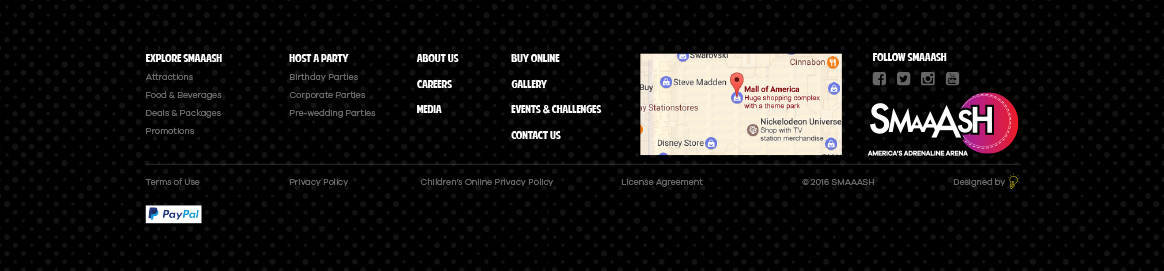 EXPLORE SMAAASH
Attractions
Food & Beverages
Deals & Packages
Promotions
HOST A PARTY
Birthday Parties
Corporate Parties
Pre-wedding Parties
ABOUT US
CAREERS
MEDIA
BUY ONLINE
GALLERY
EVENTS & CHALLENGES
CONTACT US
Swarovski
Cinnabon
Steve Madden
Buy
Mall of America
Huge shopping complex
with a theme park
y Stationstores
Nickelodeon Universe
Shop with TV
station merchandise
Disney Store
FOLLOW SMAAASH
SMAAASH
AMERICA'S ADRENALINE ARENA
Terms of Use
Privacy Policy
Children's Online Privacy Policy
License Agreement
© 2016 SMAAASH
Designed by
PayPal